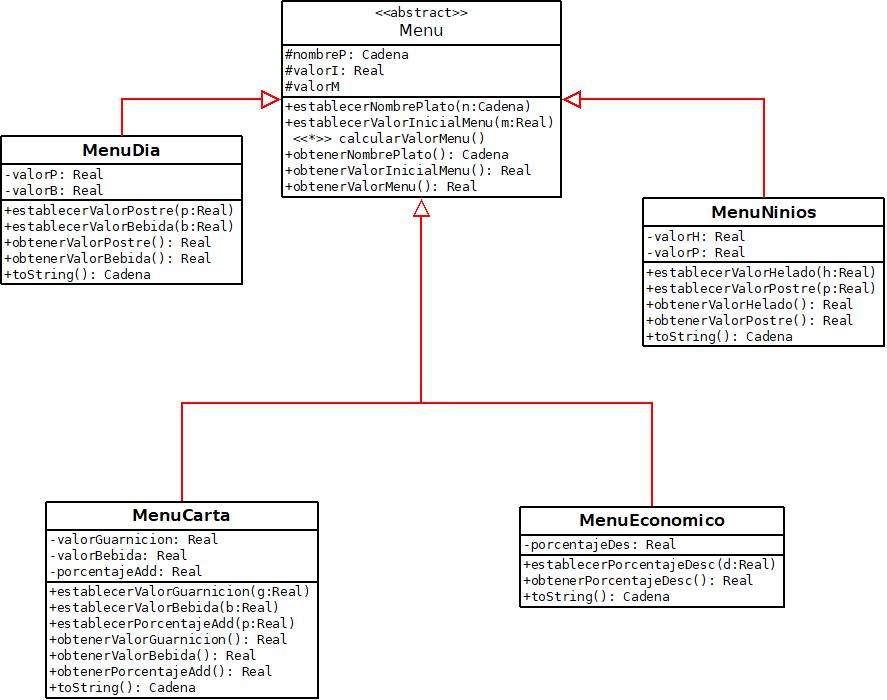 <<abstract>>
Menu
#nombreP: Cadena
#valorI: Real
#valorM
+establecerNombrePlato(n:Cadena)
+establecerValorInicialMenu(m:Real)
<<*>> calcularValorMenu()
+obtenerNombrePlato(): Cadena
+obtenerValorInicialMenu(): Real
+obtenerValorMenu(): Real
MenuDia
-valorP: Real
-valorB: Real
+establecerValorPostre(p:Real)
+establecerValorBebida(b:Real)
+obtenerValorPostre(): Real
+obtenerValorBebida(): Real
+toString(): Cadena
MenuNinios
-valorH: Real
-valorP: Real
+establecerValorHelado(h:Real)
+establecerValorPostre(p:Real)
+obtenerValorHelado(): Real
+obtenerValorPostre(): Real
+toString(): Cadena
MenuCarta
-valorGuarnicion: Real
-valorBebida: Real
-porcentajeAdd: Real
+establecerValorGuarnicion(g:Real)
+establecerValorBebida(b:Real)
+establecerPorcentajeAdd(p:Real)
+obtenerValorGuarnicion(): Real
+obtenerValorBebida(): Real
+obtenerPorcentajeAdd(): Real
+toString(): Cadena
MenuEconomico
-porcentajeDes: Real
+establecerPorcentajeDesc(d:Real)
+obtenerPorcentajeDesc(): Real
+toString(): Cadena